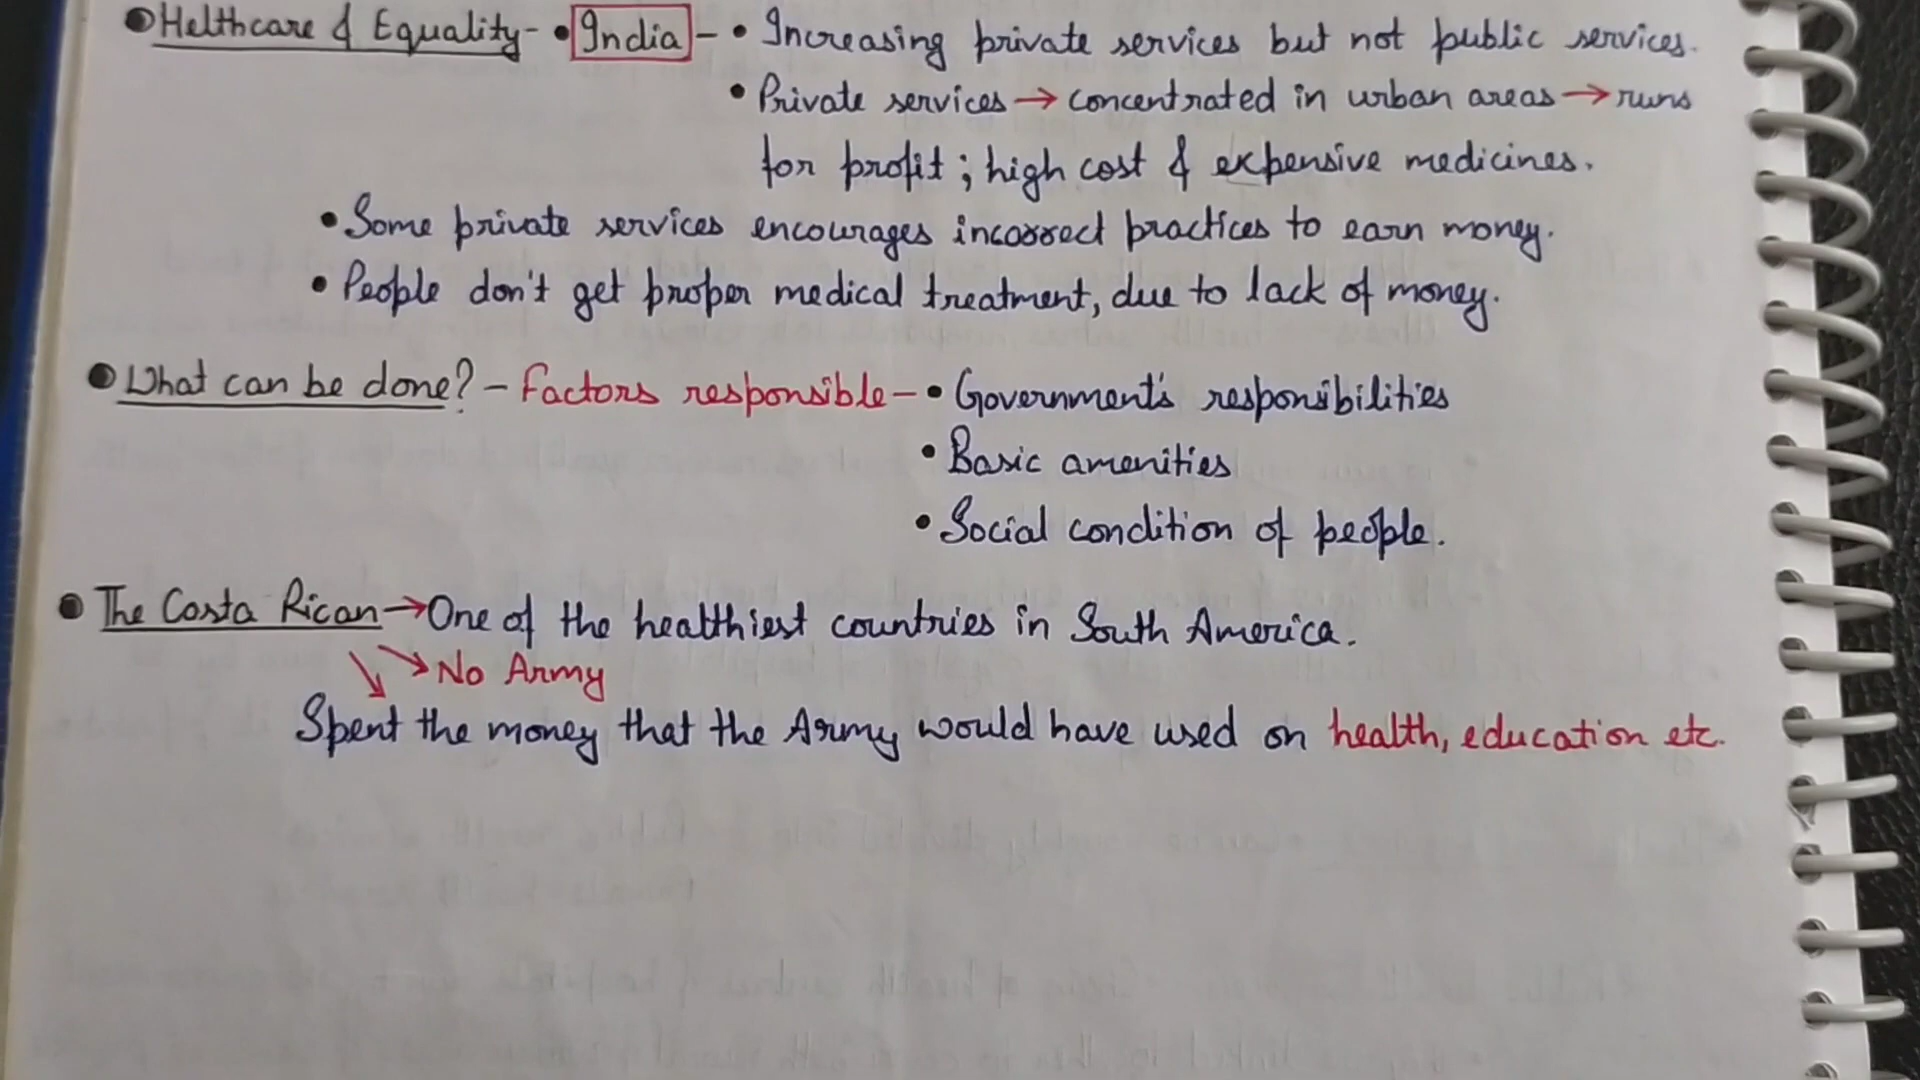 Helthcare & Equality - • India - • Increasing private services but not public services.
• Private services → concentrated in urban areas → runs
for profit ; high cost & expensive medicines.
• Some private services encourages incorrect practices to earn money.
• People don't get proper medical treatment, due to lack of money.
What can be done? - Factors responsible - • Government's responsibilities
• Basic amenities
• Social condition of people.
The Costa Rican → One of the healthiest countries in South America.
→ No Army
Spent the money that the Army would have used on health, education etc.